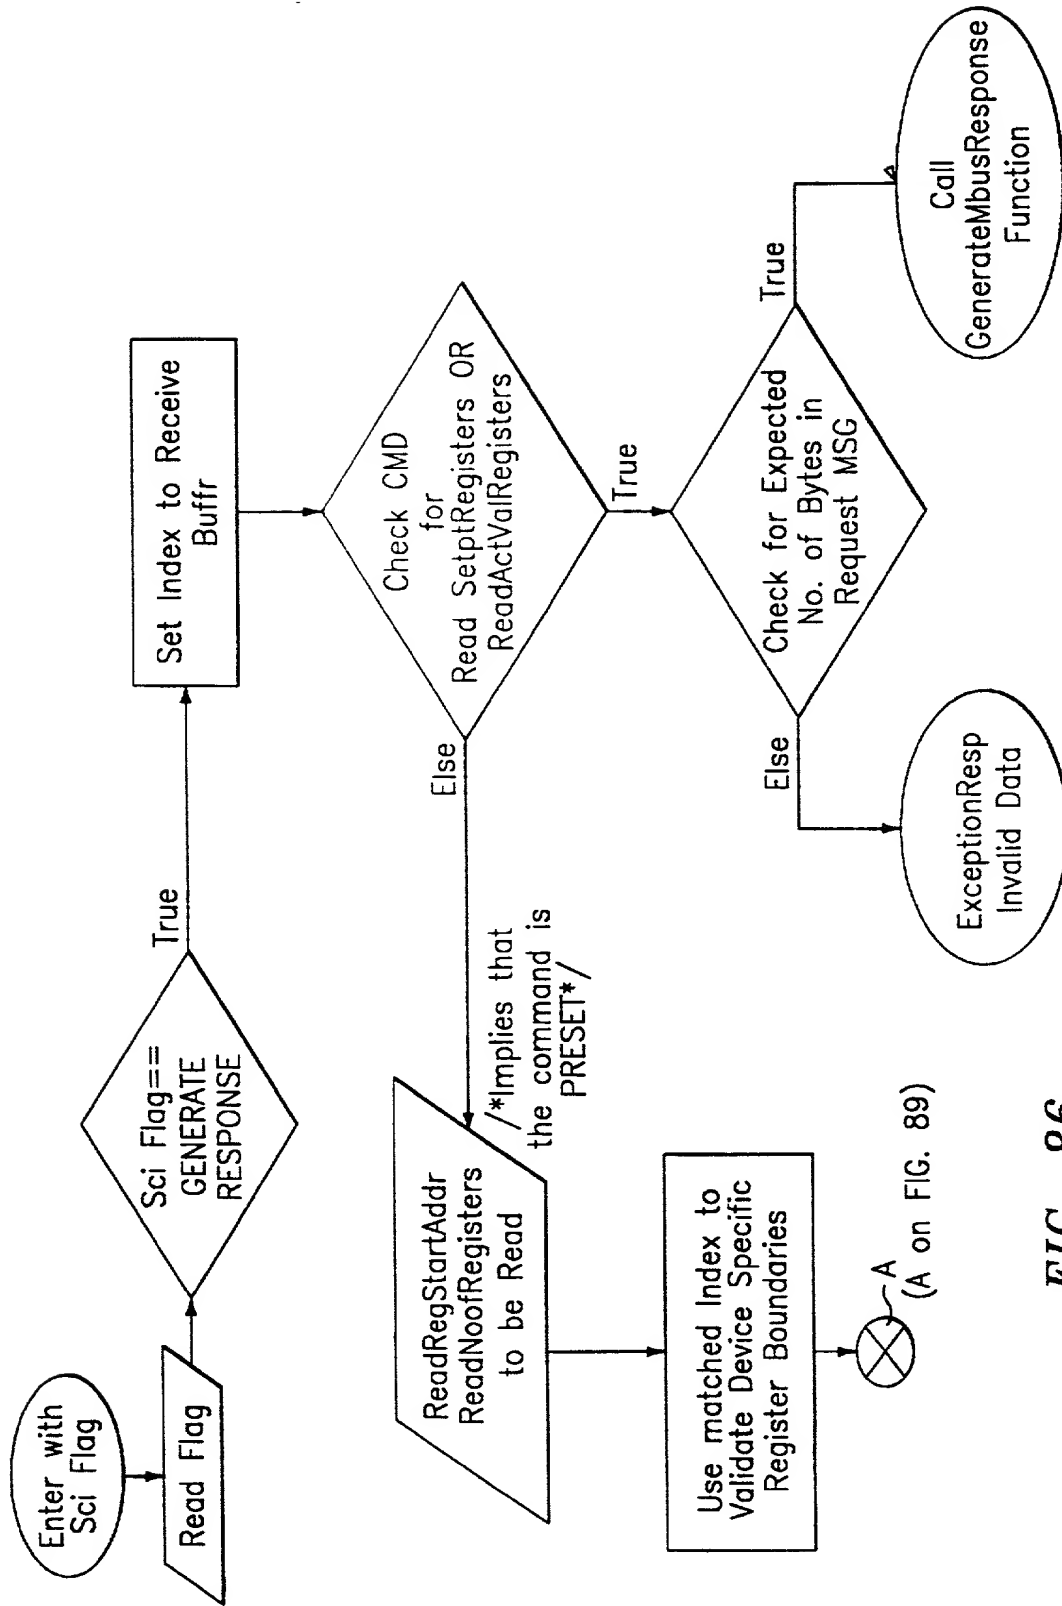 Enter with
Sci Flag
Read Flag
Sci Flag==
GENERATE
RESPONSE
True
Set Index to Receive
Buffr
Check CMD
for
Read SetptRegisters OR
ReadActValRegisters
Else
True
/*Implies that
the command is
PRESET*/
ReadRegStartAddr
ReadNoofRegisters
to be Read
Use matched Index to
Validate Device Specific
Register Boundaries
A
(A on FIG. 89)
Check for Expected
No. of Bytes in
Request MSG
Else
True
ExceptionResp
Invalid Data
Call
GenerateMbusResponse
Function
FIG. 86